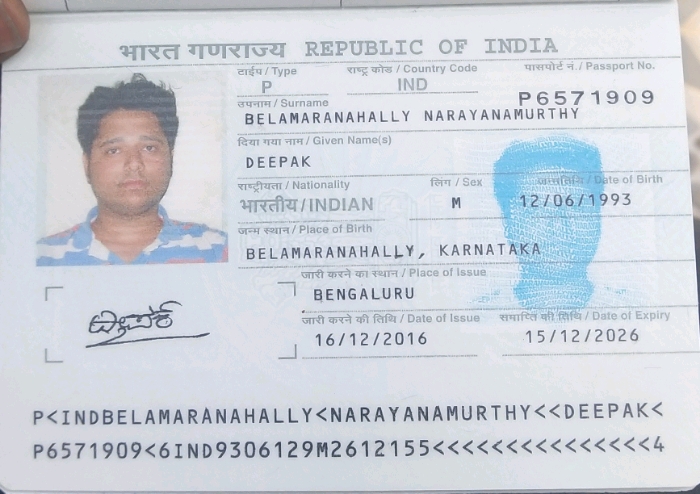 भारत गणराज्य REPUBLIC OF INDIA
टाईप / Type राष्ट्र कोड / Country Code पासपोर्ट नं. / Passport No.
P IND P6571909
उपनाम / Surname
BELAMARANAHALLY NARAYANAMURTHY
दिया गया नाम / Given Name(s)
DEEPAK
राष्ट्रीयता / Nationality लिंग / Sex जन्मतिथि / Date of Birth
भारतीय/INDIAN M 12/06/1993
जन्म स्थान / Place of Birth
BELAMARANAHALLY, KARNATAKA
जारी करने का स्थान / Place of Issue
BENGALURU
जारी करने की तिथि / Date of Issue समाप्ति की तिथि / Date of Expiry
16/12/2016 15/12/2026
P<INDBELAMARANAHALLY<NARAYANAMURTHY<<DEEPAK<
P6571909<6IND9306129M2612155<<<<<<<<<<<<<<<4